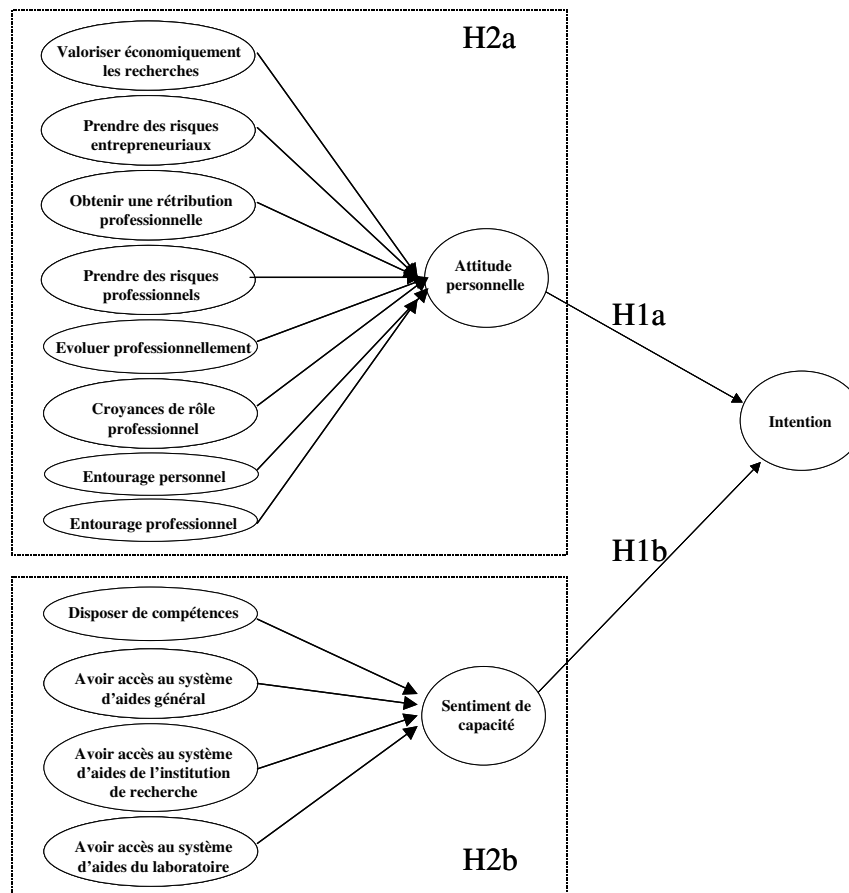 H2a
Valoriser économiquement
les recherches
Prendre des risques
entrepreneuriaux
Obtenir une rétribution
professionnelle
Prendre des risques
professionnels
Evoluer professionnellement
Croyances de rôle
professionnel
Entourage personnel
Entourage professionnel
Attitude
personnelle
H1a
Intention
H1b
Disposer de compétences
Avoir accès au système
d'aides général
Avoir accès au système
d'aides de l'institution
de recherche
Avoir accès au système
d'aides du laboratoire
Sentiment de
capacité
H2b